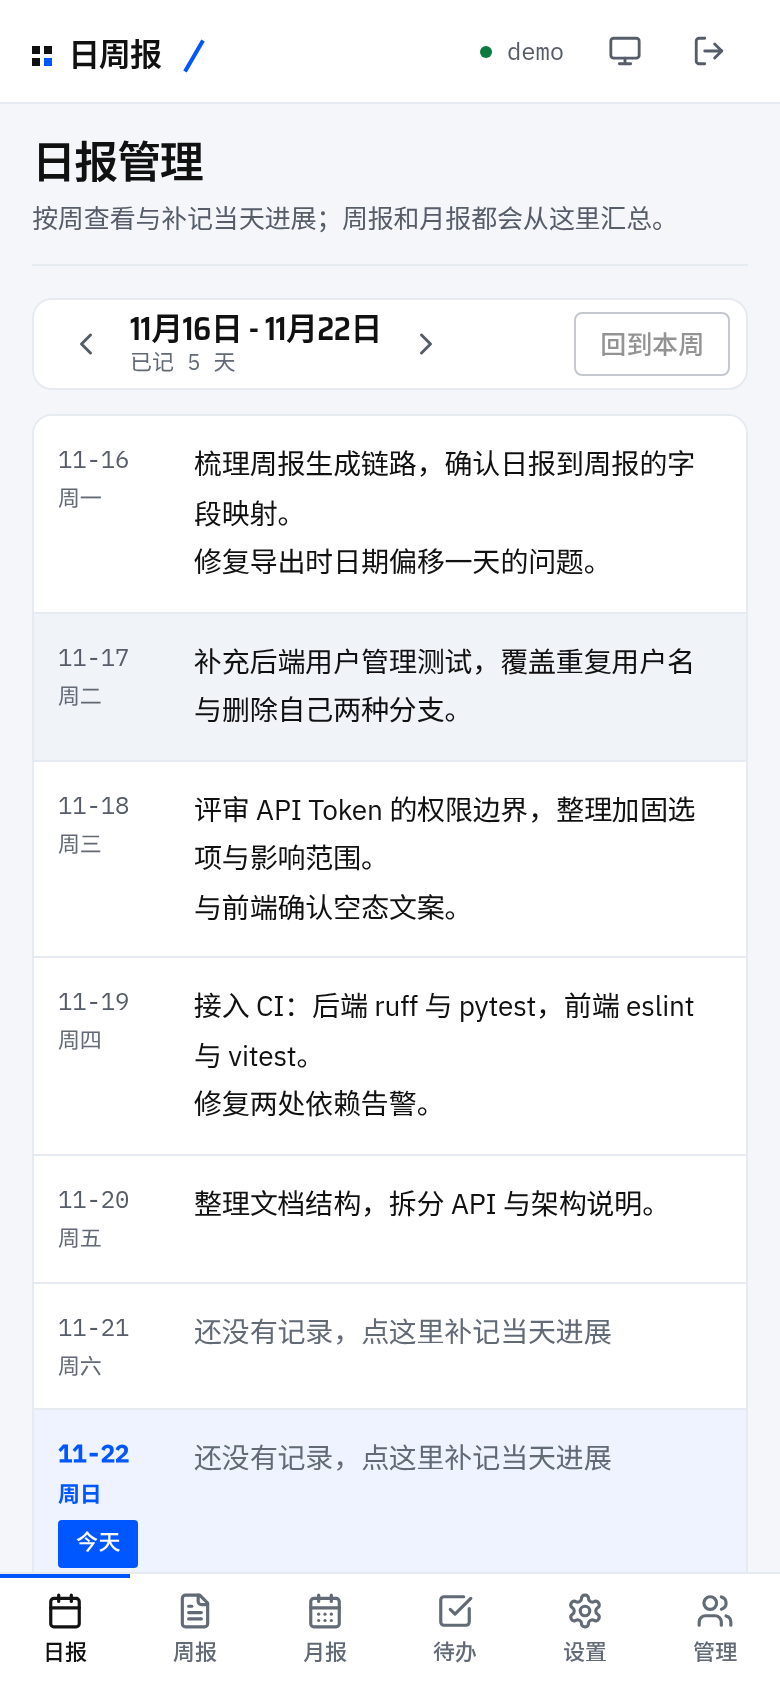 日周报
demo
日报管理
按周查看与补记当天进展；周报和月报都会从这里汇总。
11月16日 - 11月22日
已记 5 天
回到本周
11-16
周一
梳理周报生成链路，确认日报到周报的字
段映射。
修复导出时日期偏移一天的问题。
11-17
周二
补充后端用户管理测试，覆盖重复用户名
与删除自己两种分支。
11-18
周三
评审 API Token 的权限边界，整理加固选
项与影响范围。
与前端确认空态文案。
11-19
周四
接入 CI：后端 ruff 与 pytest，前端 eslint
与 vitest。
修复两处依赖告警。
11-20
周五
整理文档结构，拆分 API 与架构说明。
11-21
周六
还没有记录，点这里补记当天进展
11-22
周日
今天
还没有记录，点这里补记当天进展
日报
周报
月报
待办
设置
管理